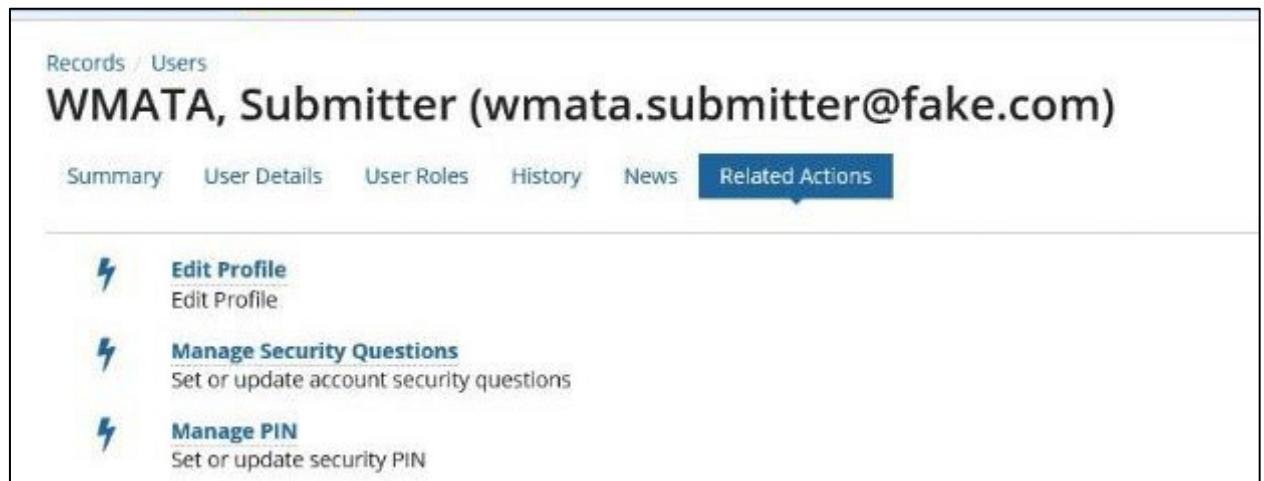 Records / Users
WMATA, Submitter (wmata.submitter@fake.com)
Summary User Details User Roles History News Related Actions
Edit Profile
Edit Profile
Manage Security Questions
Set or update account security questions
Manage PIN
Set or update security PIN